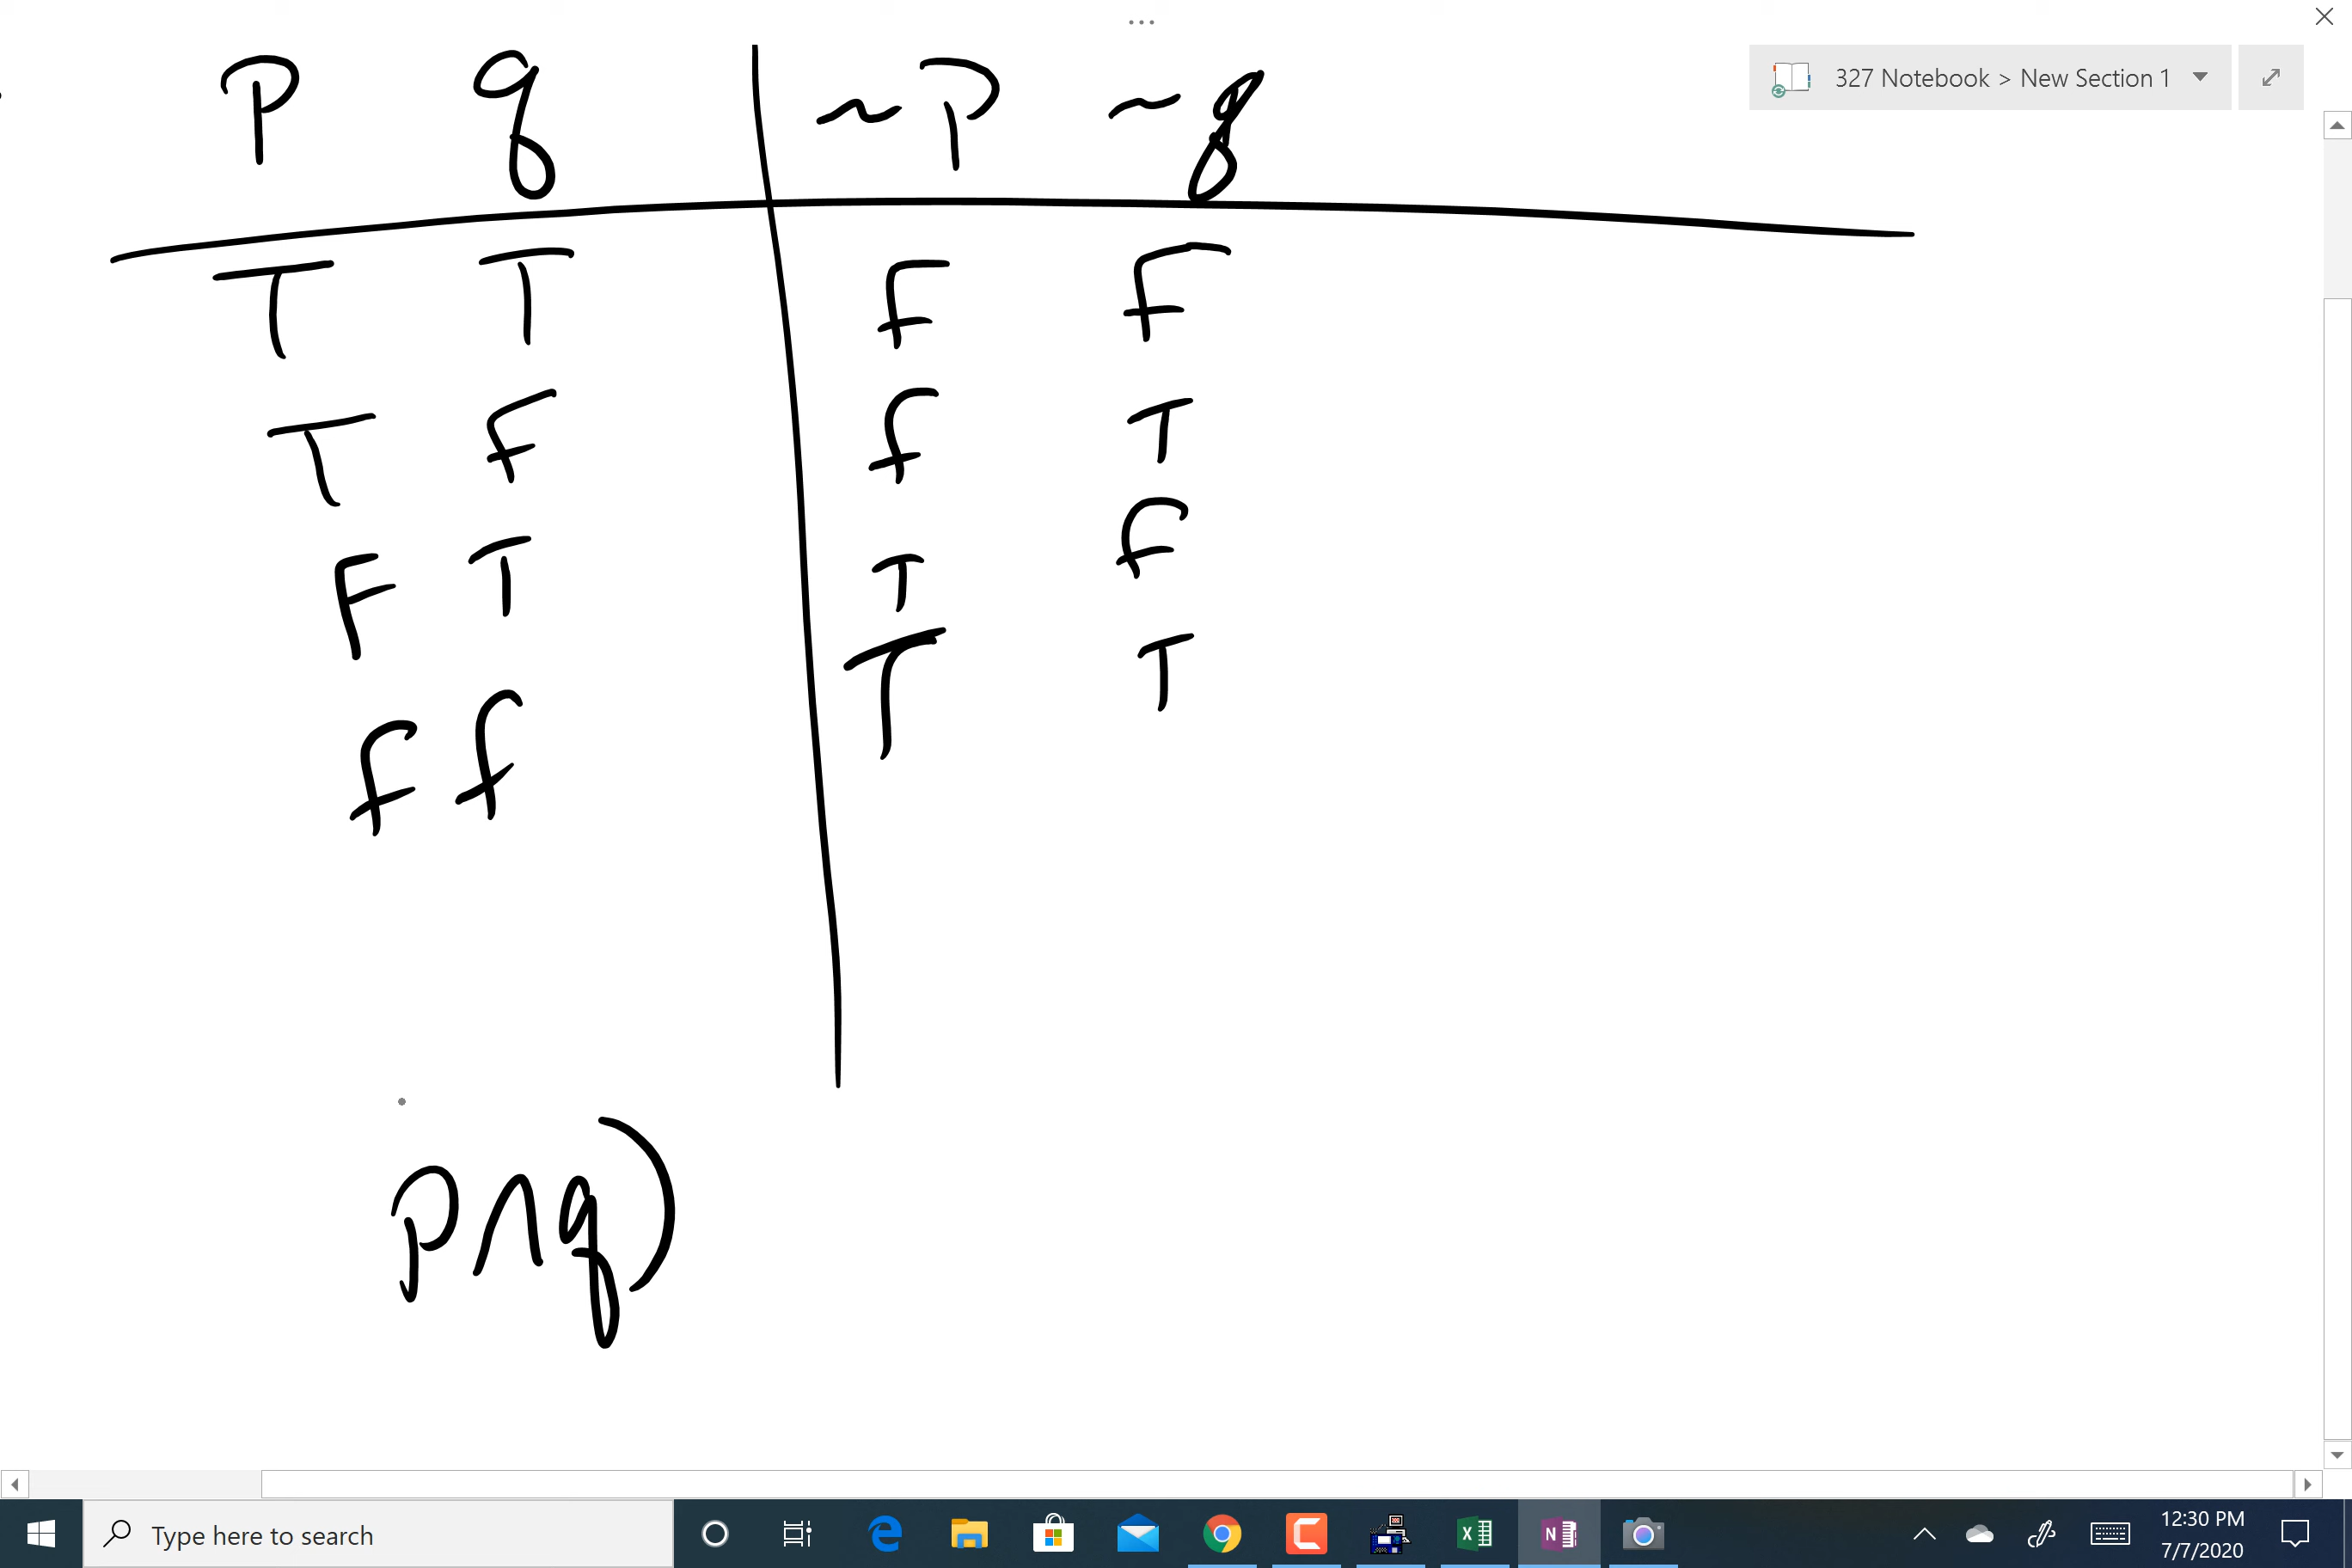 ...
327 Notebook > New Section 1
P q ~P ~q
T T F F
T F F T
F T T F
F F T T
p∧q)
Type here to search
12:30 PM
7/7/2020